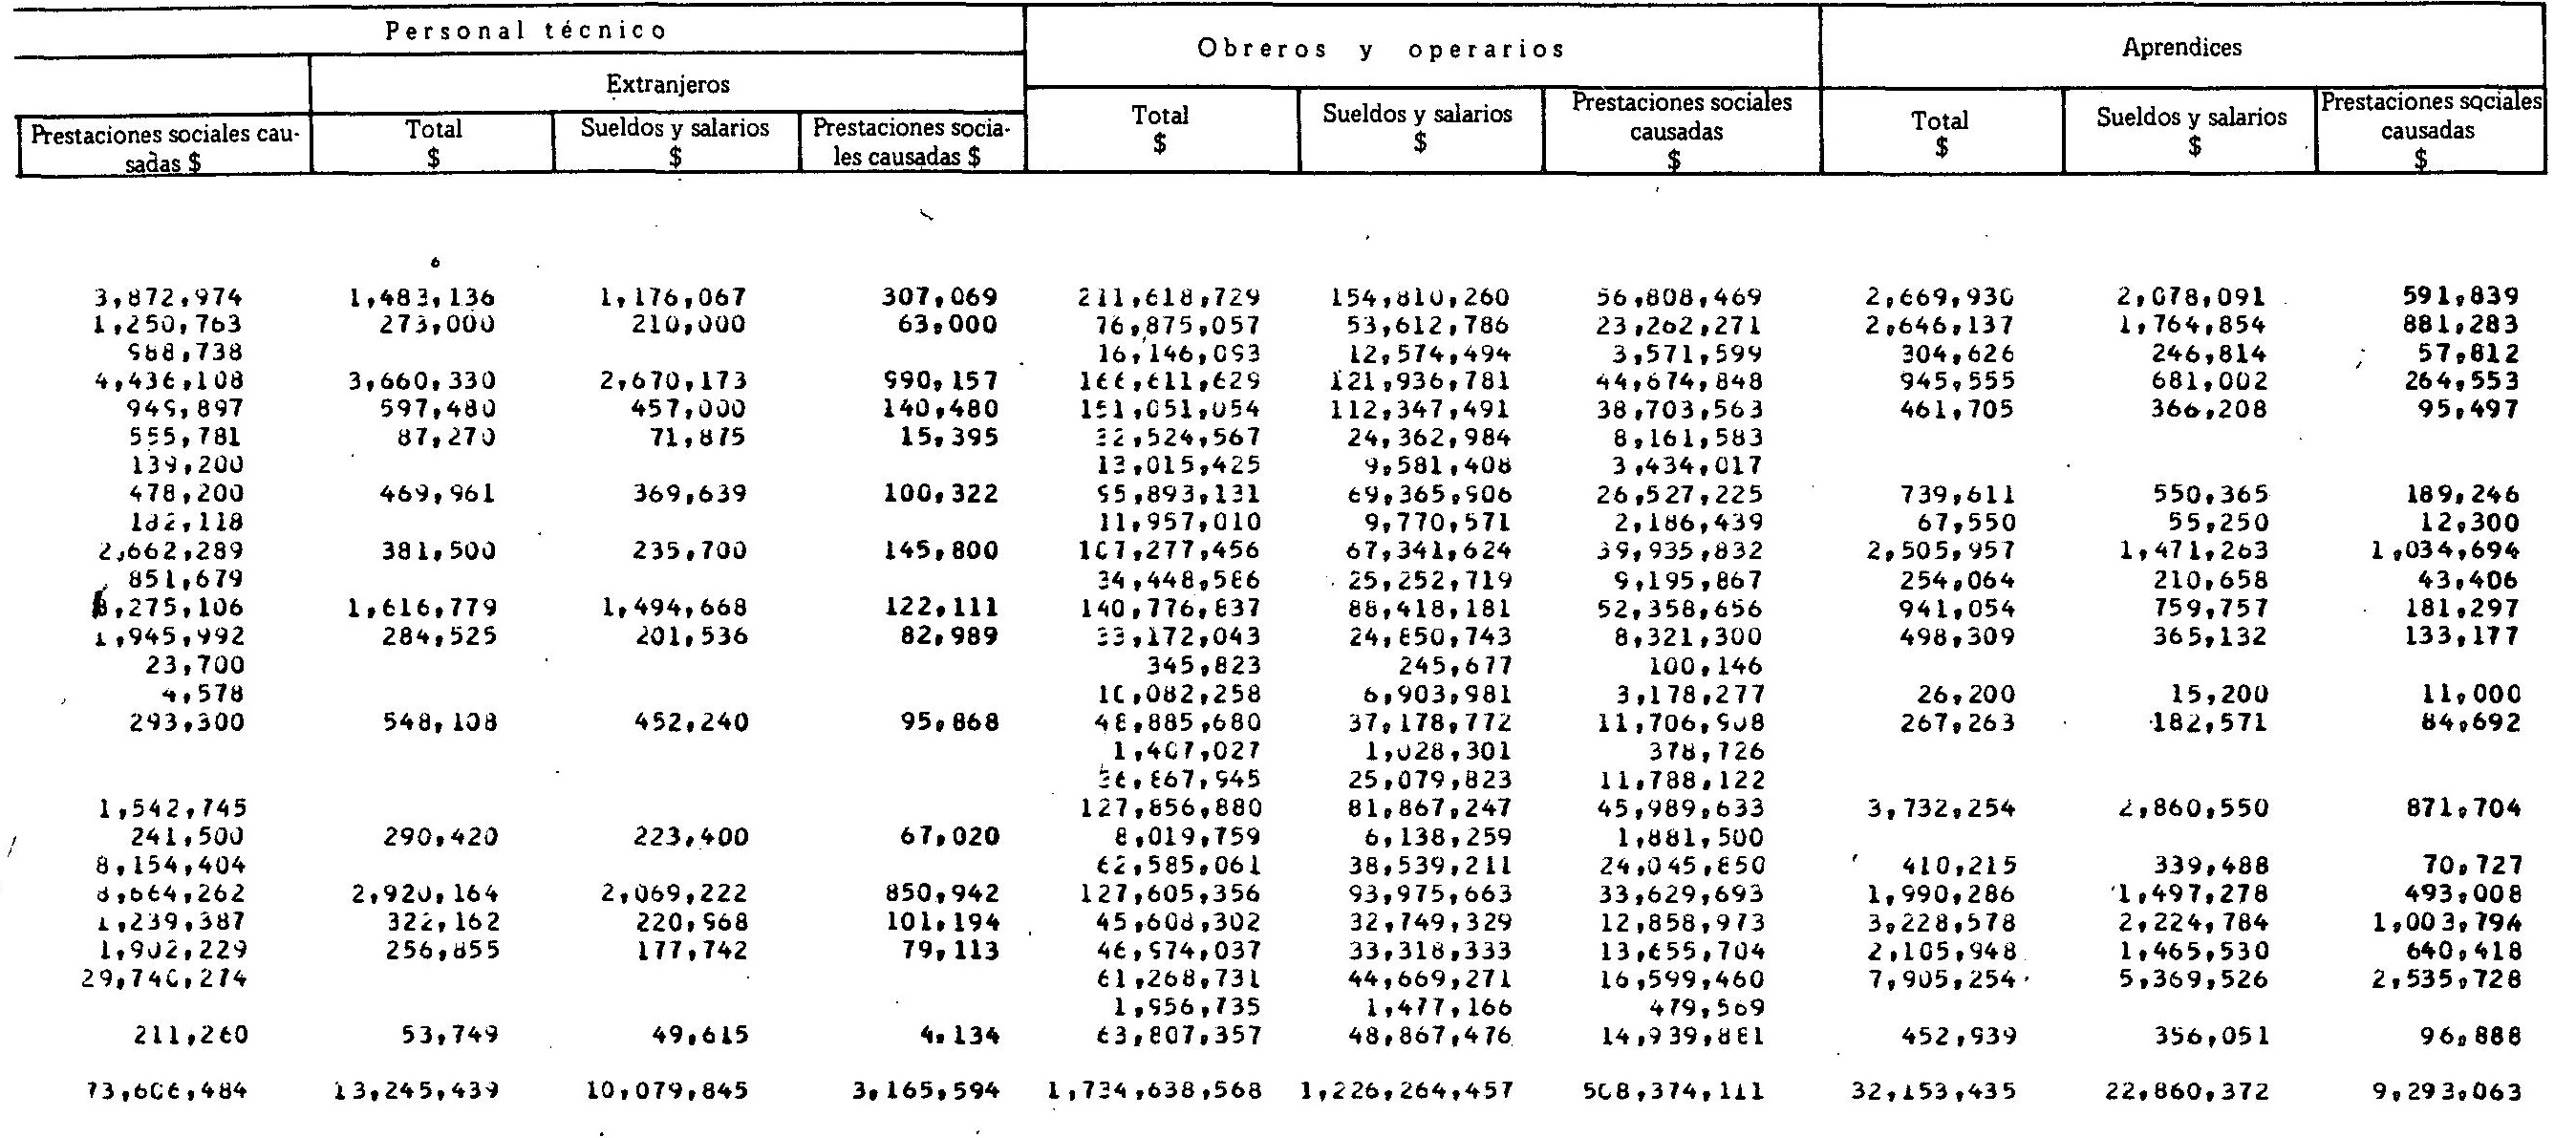 Personal técnico
Obreros y operarios
Aprendices
Extranjeros
Prestaciones sociales cau-
sadas $
Total
$
Sueldos y salarios
$
Prestaciones socia-
les causadas $
Total
$
Sueldos y salarios
$
Prestaciones sociales
causadas
$
Total
$
Sueldos y salarios
$
Prestaciones sociales
causadas
$
3,872,974 1,483,136 1,176,067 307,069 211,618,729 154,810,260 56,808,469 2,669,930 2,078,091 591,839
1,250,763 273,000 210,000 63,000 76,875,057 53,612,786 23,262,271 2,646,137 1,764,854 881,283
988,738 16,146,093 12,574,494 3,571,599 304,626 246,814 57,812
4,436,108 3,660,330 2,670,173 990,157 166,611,629 121,936,781 44,674,848 945,555 681,002 264,553
949,897 597,480 457,000 140,480 151,051,054 112,347,491 38,703,563 461,705 366,208 95,497
555,781 87,270 71,875 15,395 32,524,567 24,362,984 8,161,583
139,200 13,015,425 9,581,408 3,434,017
478,200 469,961 369,639 100,322 95,893,131 69,365,906 26,527,225 739,611 550,365 189,246
182,118 11,957,010 9,770,571 2,186,439 67,550 55,250 12,300
2,662,289 381,500 235,700 145,800 107,277,456 67,341,624 39,935,832 2,505,957 1,471,263 1,034,694
851,679 34,448,586 25,252,719 9,195,867 254,064 210,658 43,406
3,275,106 1,616,779 1,494,668 122,111 140,776,837 88,418,181 52,358,656 941,054 759,757 181,297
1,945,992 284,525 201,536 82,989 33,172,043 24,850,743 8,321,300 498,309 365,132 133,177
23,700 345,823 245,677 100,146
4,578 10,082,258 6,903,981 3,178,277 26,200 15,200 11,000
293,300 548,108 452,240 95,868 48,885,680 37,178,772 11,706,908 267,263 182,571 84,692
1,407,027 1,028,301 378,726
36,867,945 25,079,823 11,788,122
1,542,745 127,856,880 81,867,247 45,989,633 3,732,254 2,860,550 871,704
241,500 290,420 223,400 67,020 8,019,759 6,138,259 1,881,500
8,154,404 62,585,061 38,539,211 24,045,850 410,215 339,488 70,727
8,664,262 2,920,164 2,069,222 850,942 127,605,356 93,975,663 33,629,693 1,990,286 1,497,278 493,008
1,239,387 322,162 220,968 101,194 45,608,302 32,749,329 12,858,973 3,228,578 2,224,784 1,003,794
1,902,229 256,855 177,742 79,113 46,974,037 33,318,333 13,655,704 2,105,948 1,465,530 640,418
29,740,274 61,268,731 44,669,271 16,599,460 7,905,254 5,369,526 2,535,728
1,956,735 1,477,166 479,569
211,260 53,749 49,615 4,134 63,807,357 48,867,476 14,939,881 452,939 356,051 96,888
73,606,484 13,245,439 10,079,845 3,165,594 1,734,638,568 1,226,264,457 508,374,111 32,153,435 22,860,372 9,293,063